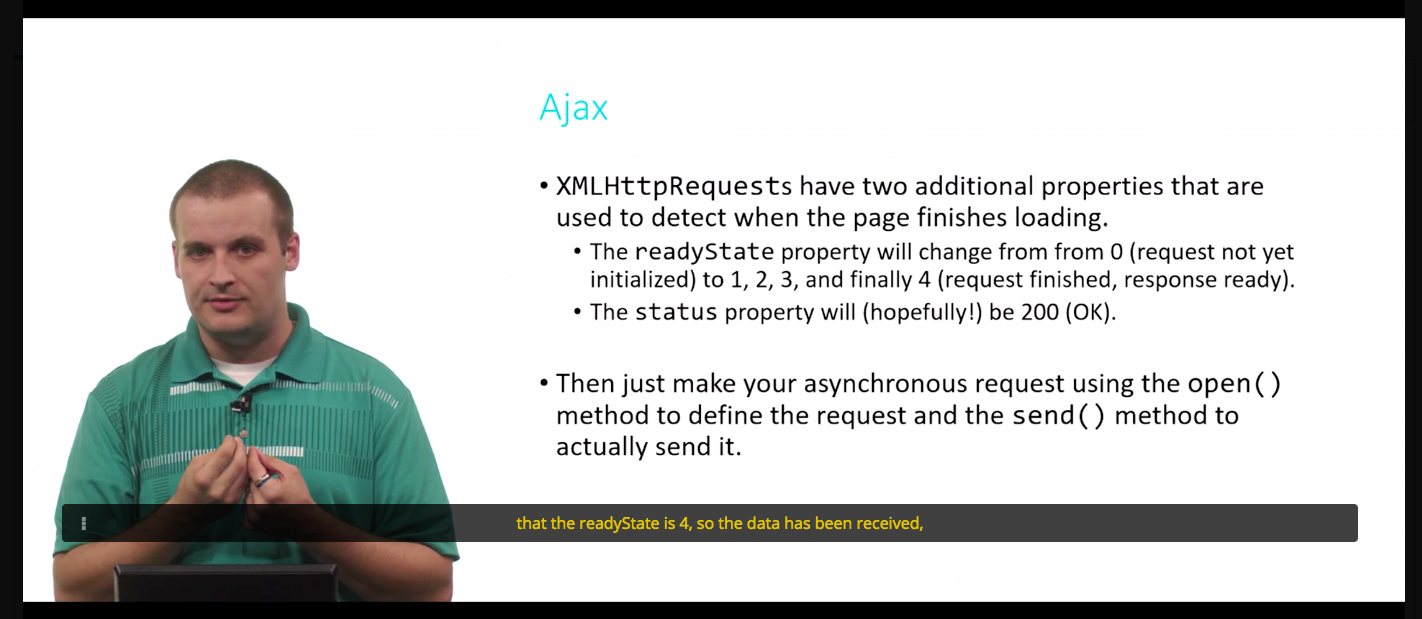 Ajax
• XMLHttpRequests have two additional properties that are
used to detect when the page finishes loading.
• The readyState property will change from from 0 (request not yet
initialized) to 1, 2, 3, and finally 4 (request finished, response ready).
• The status property will (hopefully!) be 200 (OK).
• Then just make your asynchronous request using the open()
method to define the request and the send() method to
actually send it.
that the readyState is 4, so the data has been received,